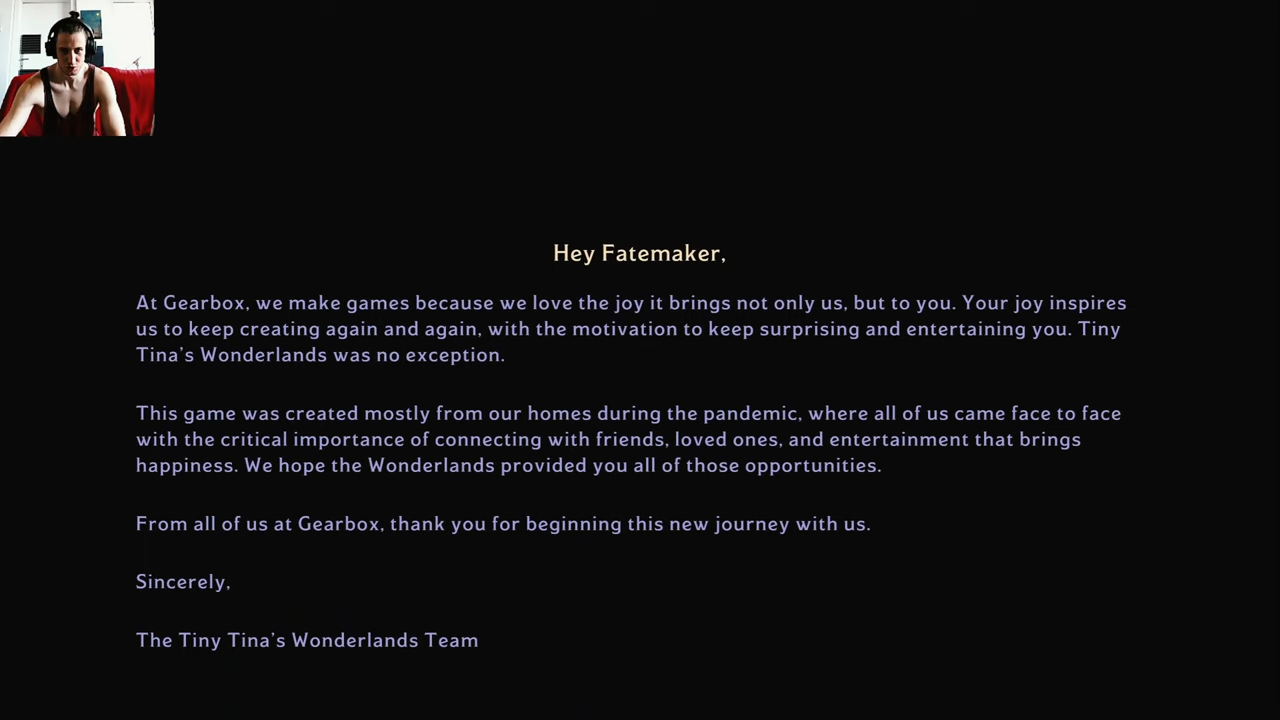 Hey Fatemaker,
At Gearbox, we make games because we love the joy it brings not only us, but to you. Your joy inspires
us to keep creating again and again, with the motivation to keep surprising and entertaining you. Tiny
Tina's Wonderlands was no exception.
This game was created mostly from our homes during the pandemic, where all of us came face to face
with the critical importance of connecting with friends, loved ones, and entertainment that brings
happiness. We hope the Wonderlands provided you all of those opportunities.
From all of us at Gearbox, thank you for beginning this new journey with us.
Sincerely,
The Tiny Tina's Wonderlands Team